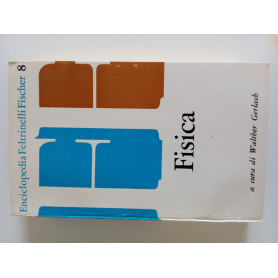 Enciclopedia Feltrinelli Fischer 8
Fisica
a cura di Walther Gerlach